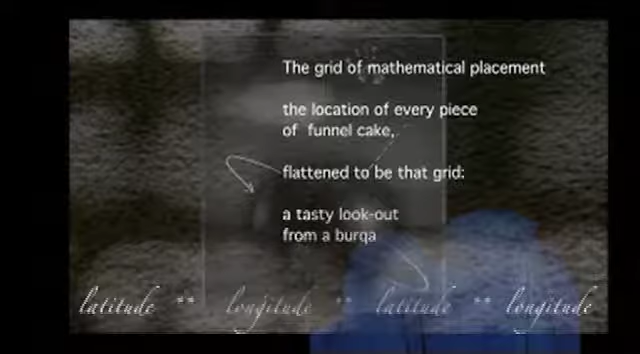 The grid of mathematical placement
the location of every piece
of funnel cake,
flattened to be that grid:
a tasty look-out
from a burqa
latitude ** longitude ** latitude ** longitude